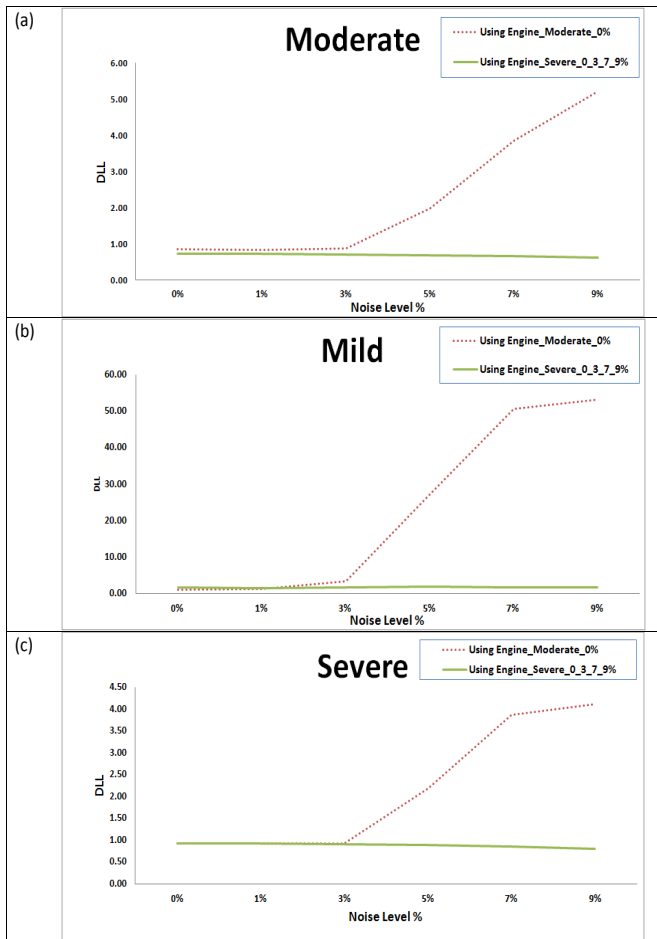 (a)
Moderate
Using Engine_Moderate_0%
Using Engine_Severe_0_3_7_9%
6.00
5.00
4.00
3.00
2.00
1.00
0.00
DLL
0% 1% 3% 5% 7% 9%
Noise Level %
(b)
Mild
Using Engine_Moderate_0%
Using Engine_Severe_0_3_7_9%
60.00
50.00
40.00
30.00
20.00
10.00
0.00
DLL
0% 1% 3% 5% 7% 9%
Noise Level %
(c)
Severe
Using Engine_Moderate_0%
Using Engine_Severe_0_3_7_9%
4.50
4.00
3.50
3.00
2.50
2.00
1.50
1.00
0.50
0.00
DLL
0% 1% 3% 5% 7% 9%
Noise Level %